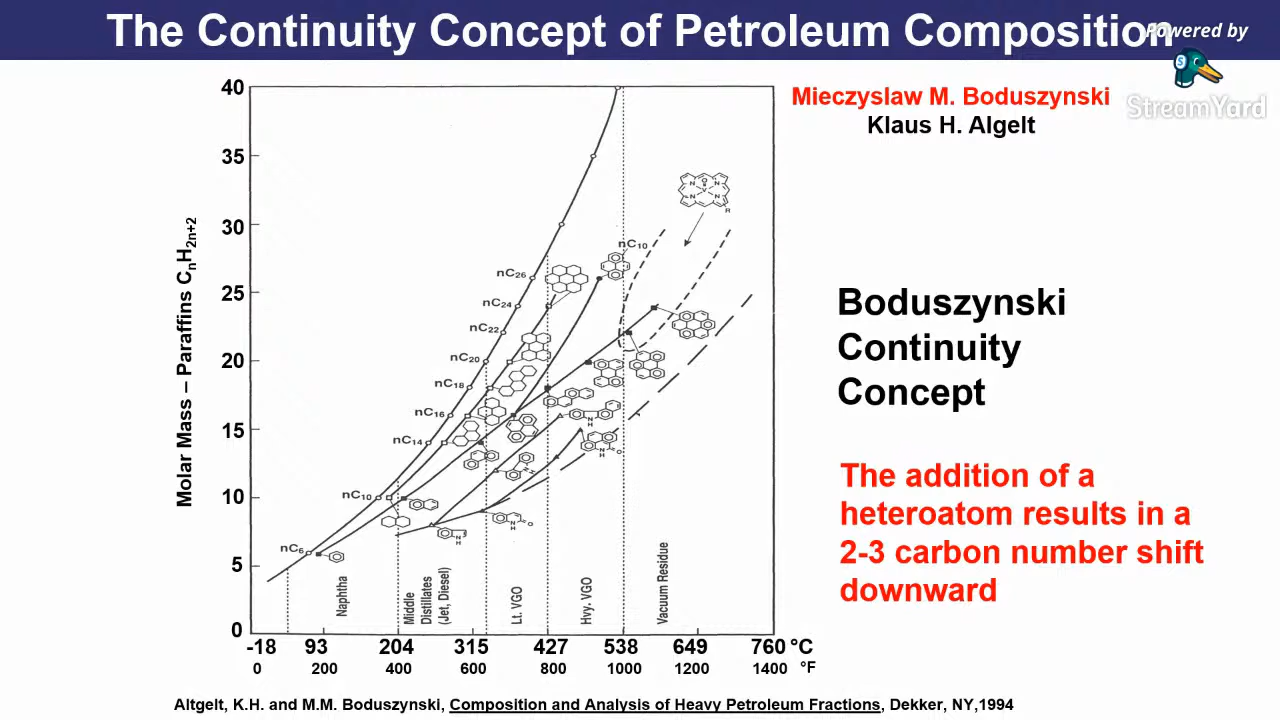 The Continuity Concept of Petroleum Composition
Powered by
StreamYard
Mieczyslaw M. Boduszynski
Klaus H. Algelt
Boduszynski
Continuity
Concept
The addition of a
heteroatom results in a
2-3 carbon number shift
downward
Molar Mass – Paraffins CnH2n+2
40
35
30
25
20
15
10
5
0
nC10
nC26
nC24
nC22
nC20
nC18
nC16
nC14
nC10
nC6
N
N
N
N
O
V
R
N
H
N
H
O
N
H
O
Naphtha
Middle
Distillates
(Jet, Diesel)
Lt. VGO
Hvy. VGO
Vacuum Residue
-18 93 204 315 427 538 649 760 °C
0 200 400 600 800 1000 1200 1400 °F
Altgelt, K.H. and M.M. Boduszynski, Composition and Analysis of Heavy Petroleum Fractions, Dekker, NY,1994